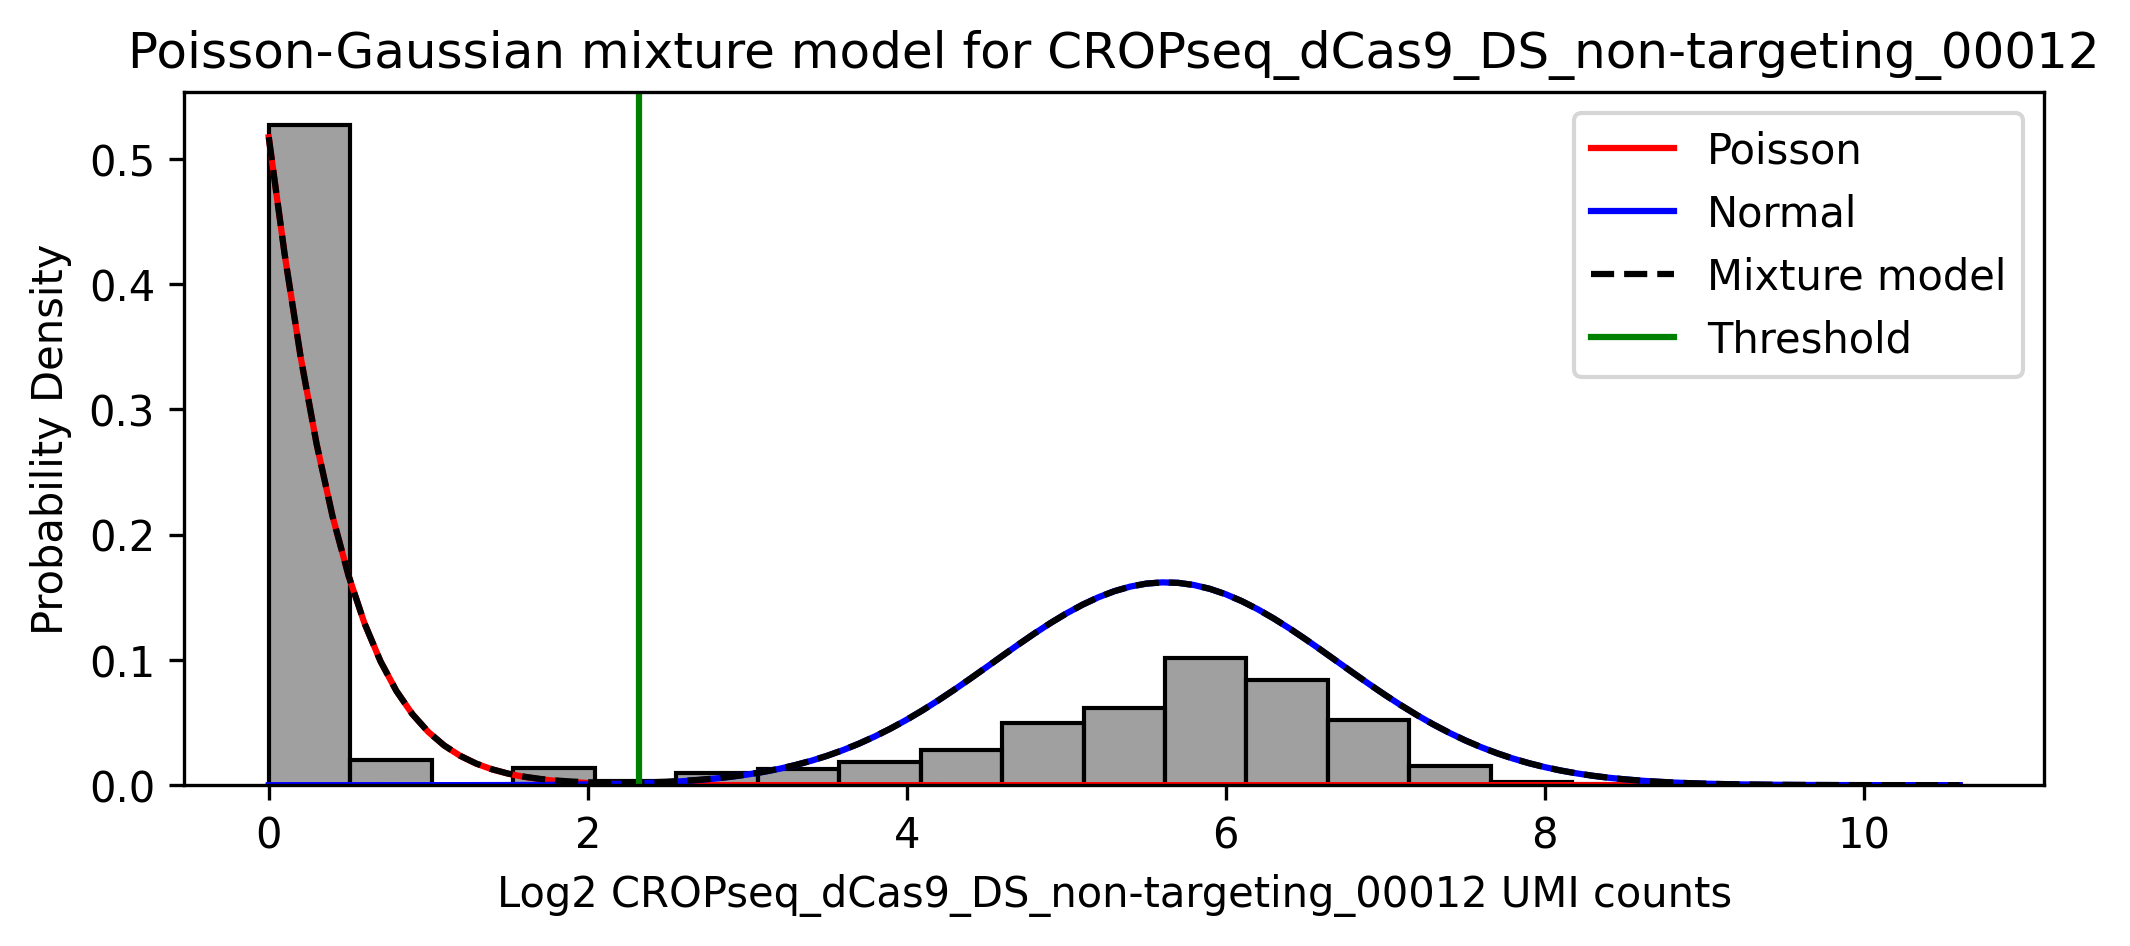 Poisson-Gaussian mixture model for CROPseq_dCas9_DS_non-targeting_00012
Probability Density
0.5
0.4
0.3
0.2
0.1
0.0
Poisson
Normal
Mixture model
Threshold
0 2 4 6 8 10
Log2 CROPseq_dCas9_DS_non-targeting_00012 UMI counts